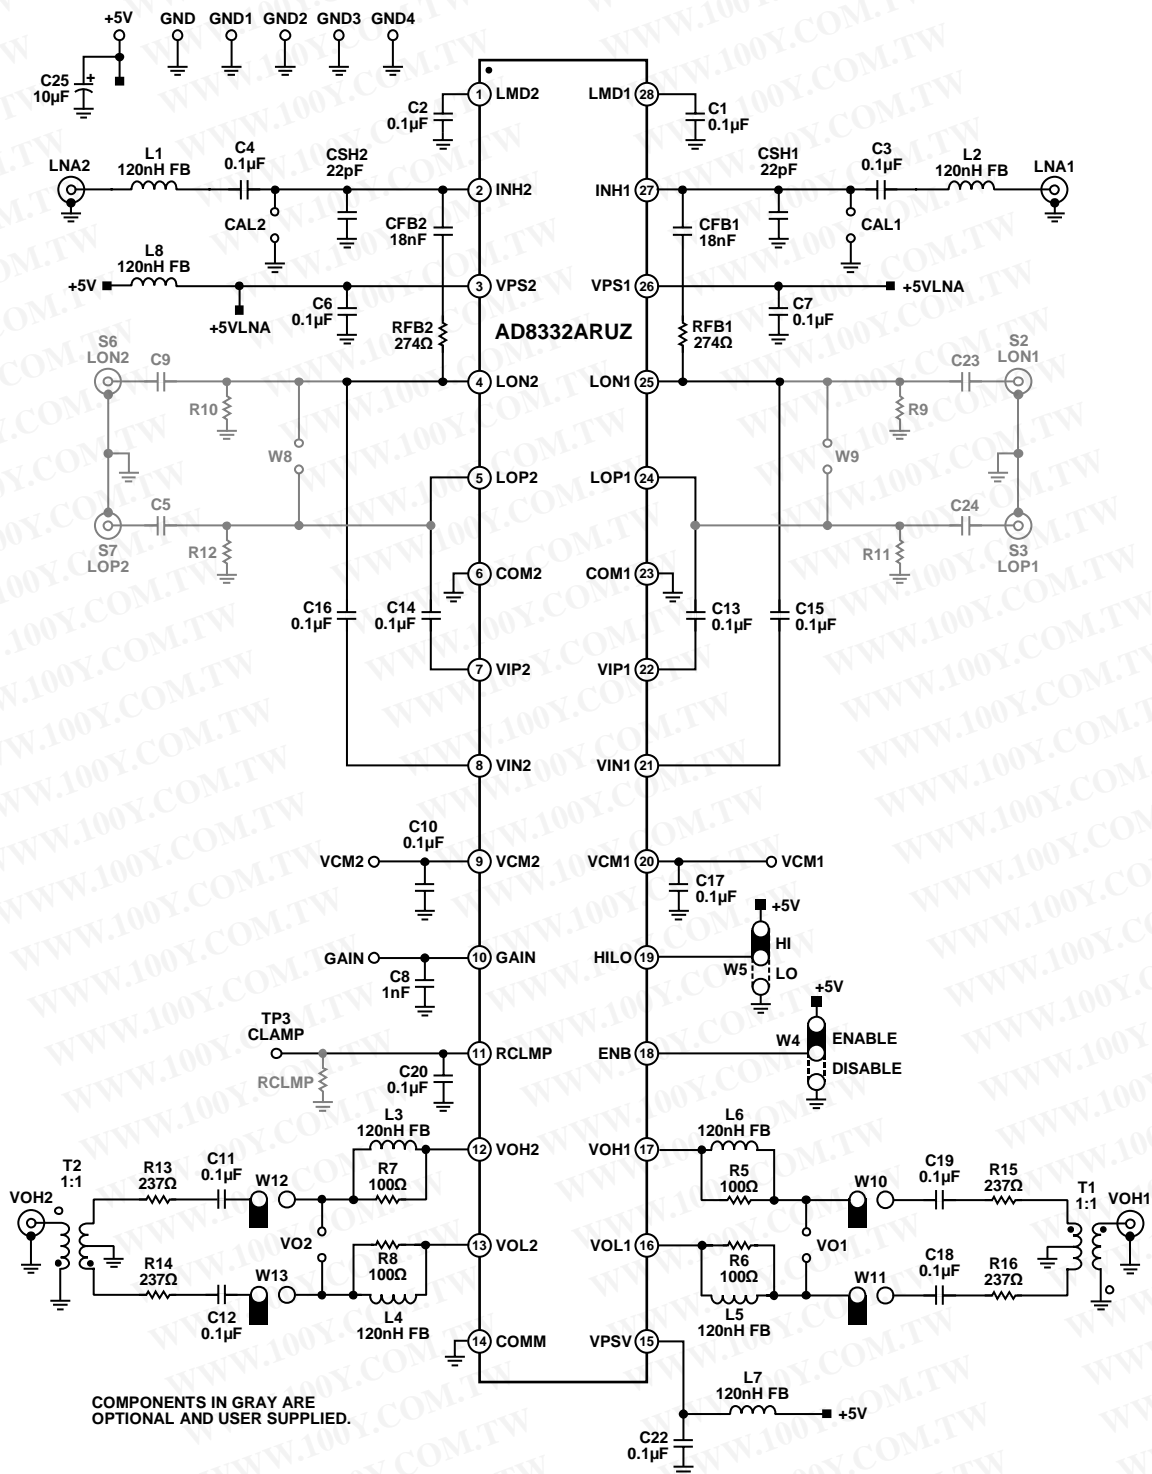 +5V GND GND1 GND2 GND3 GND4
C25
10µF
1 LMD2
LMD1 28
C2
0.1µF
C1
0.1µF
LNA2
L1
120nH FB
C4
0.1µF
CSH2
22pF
2 INH2
INH1 27
CSH1
22pF
C3
0.1µF
L2
120nH FB
LNA1
CAL2
CFB2
18nF
CFB1
18nF
CAL1
L8
120nH FB
+5V
+5VLNA
C6
0.1µF
3 VPS2
VPS1 26
C7
0.1µF
+5VLNA
RFB2
274Ω
AD8332ARUZ
RFB1
274Ω
S6
LON2
C9
R10
W8
4 LON2
LON1 25
C23
S2
LON1
R9
W9
5 LOP2
LOP1 24
C5
S7
LOP2
R12
C24
S3
LOP1
R11
6 COM2
COM1 23
C16
0.1µF
C14
0.1µF
C13
0.1µF
C15
0.1µF
7 VIP2
VIP1 22
8 VIN2
VIN1 21
C10
0.1µF
VCM2
9 VCM2
VCM1 20
VCM1
C17
0.1µF
GAIN
10 GAIN
C8
1nF
HILO 19
+5V
HI
W5
LO
TP3
CLAMP
11 RCLMP
RCLMP
C20
0.1µF
ENB 18
+5V
W4
ENABLE
DISABLE
L3
120nH FB
12 VOH2
VOH1 17
L6
120nH FB
T2
1:1
VOH2
R13
237Ω
C11
0.1µF
W12
R7
100Ω
R5
100Ω
W10
C19
0.1µF
R15
237Ω
T1
1:1
VOH1
VO2
13 VOL2
VOL1 16
VO1
R14
237Ω
C12
0.1µF
W13
R8
100Ω
L4
120nH FB
R6
100Ω
L5
120nH FB
W11
C18
0.1µF
R16
237Ω
14 COMM
VPSV 15
L7
120nH FB
+5V
C22
0.1µF
COMPONENTS IN GRAY ARE
OPTIONAL AND USER SUPPLIED.
WWW.100Y.COM.TW